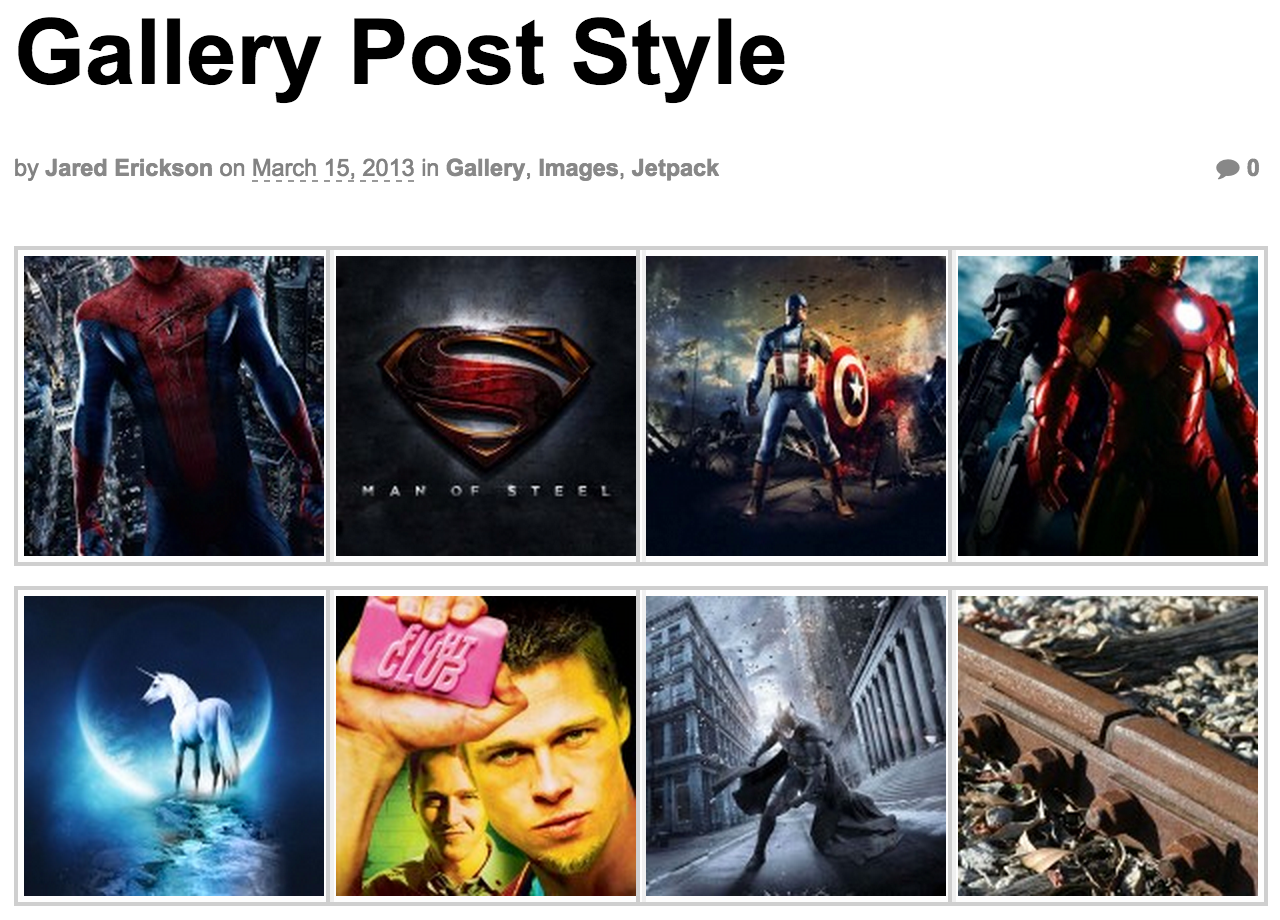 Gallery Post Style
by Jared Erickson on March 15, 2013 in Gallery, Images, Jetpack
0
MAN OF STEEL
FIGHT
CLUB